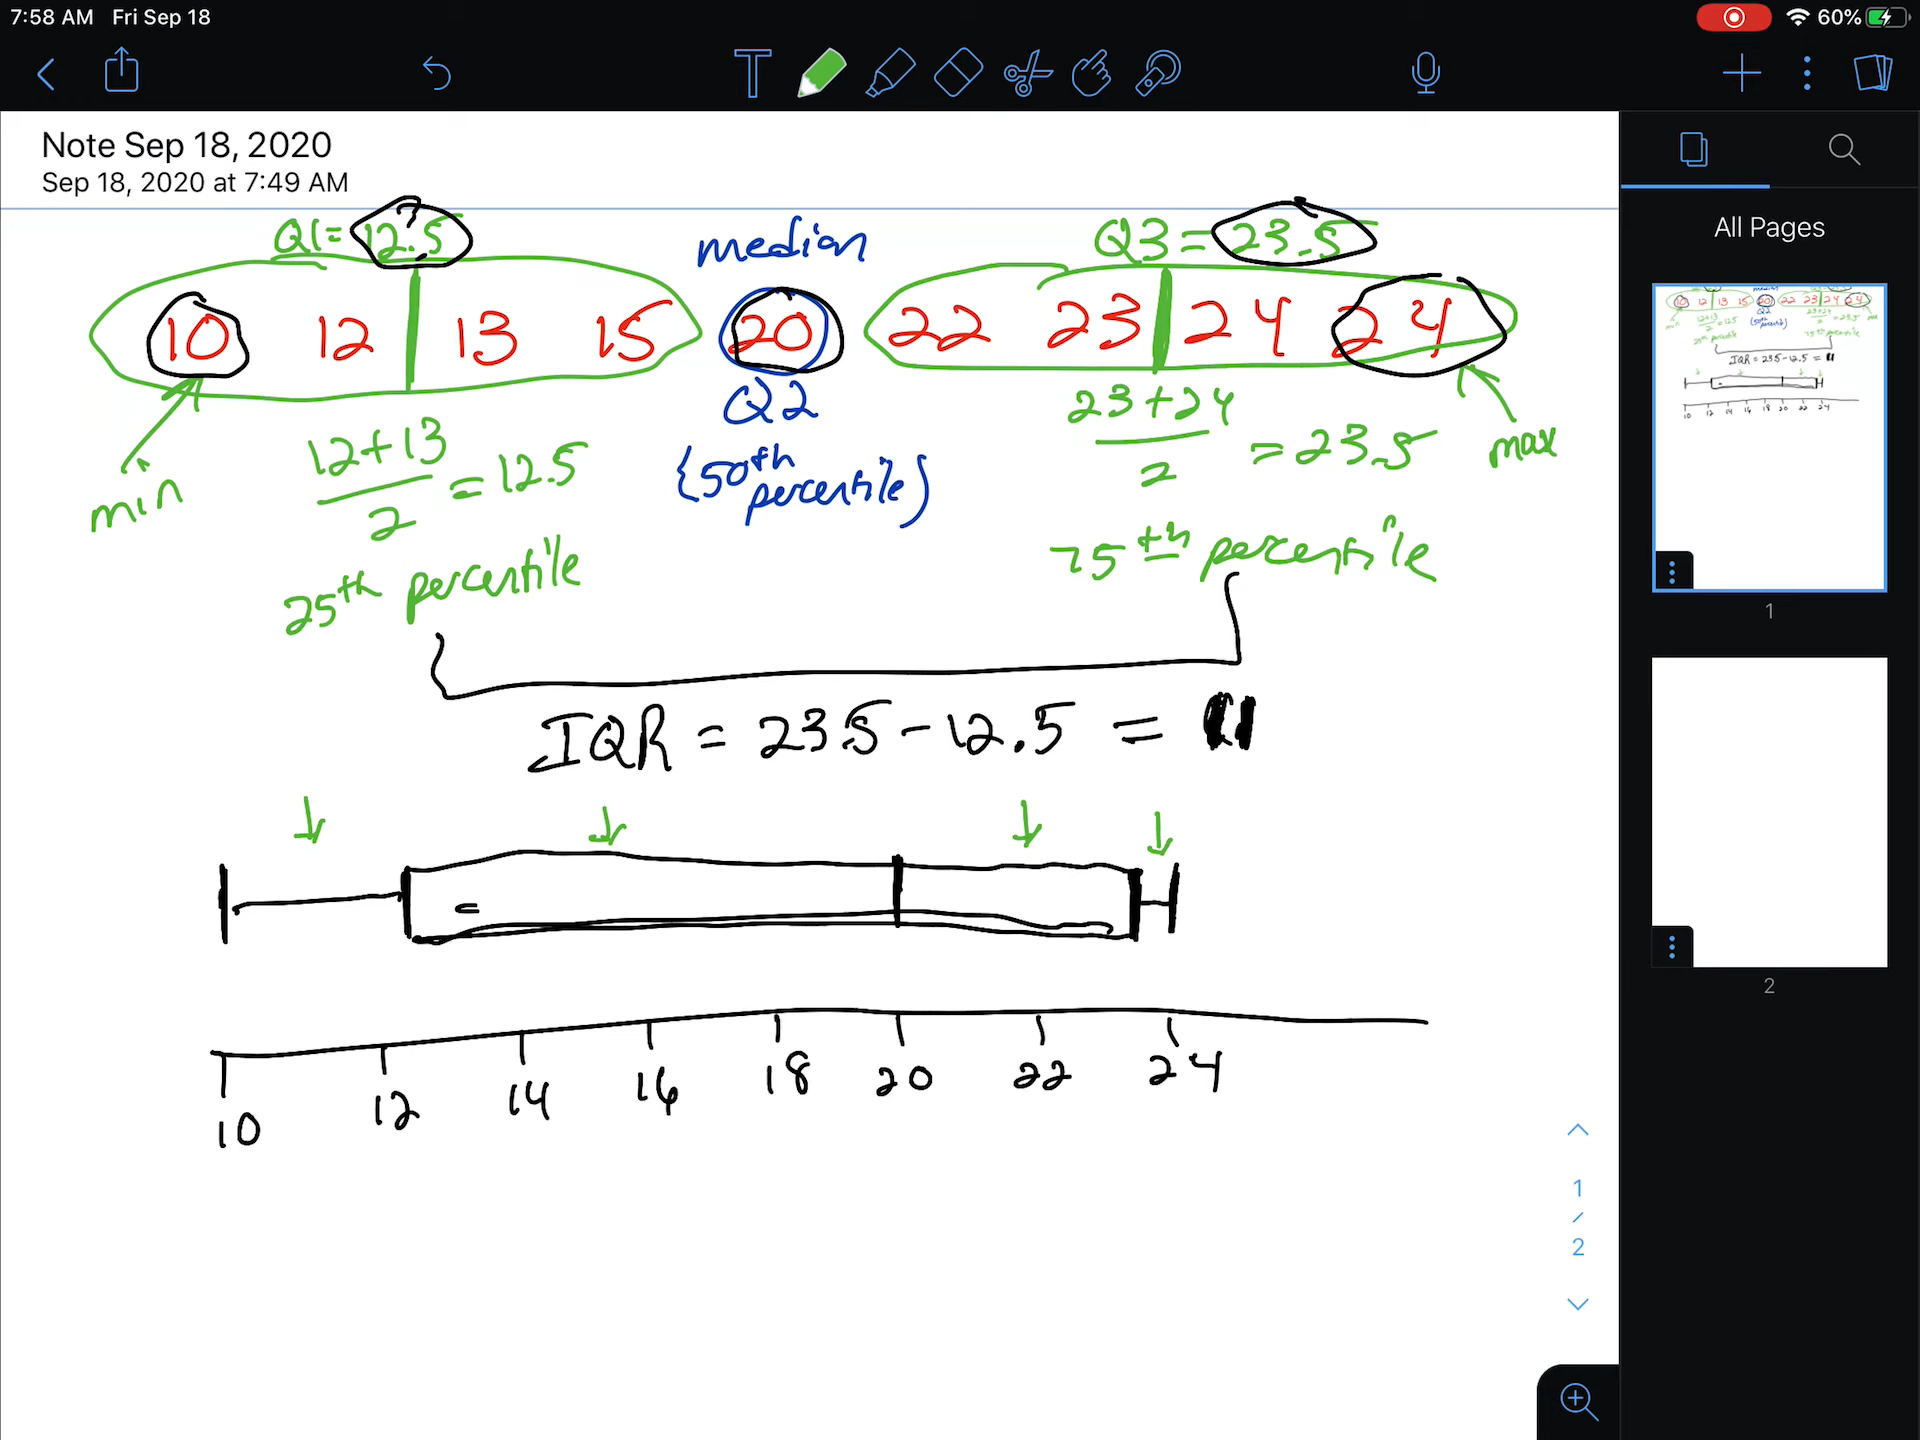 7:58 AM Fri Sep 18
60%
Note Sep 18, 2020
Sep 18, 2020 at 7:49 AM
All Pages
Q1= 12.5
?
median
Q3 = 23.5
10 12 13 15 20 22 23 24 24
min
12+13
2
= 12.5
Q2
(50th percentile)
23+24
2
= 23.5
max
25th percentile
75th percentile
IQR = 23.5 - 12.5 = 11
10 12 14 16 18 20 22 24
1
/
2
1
2